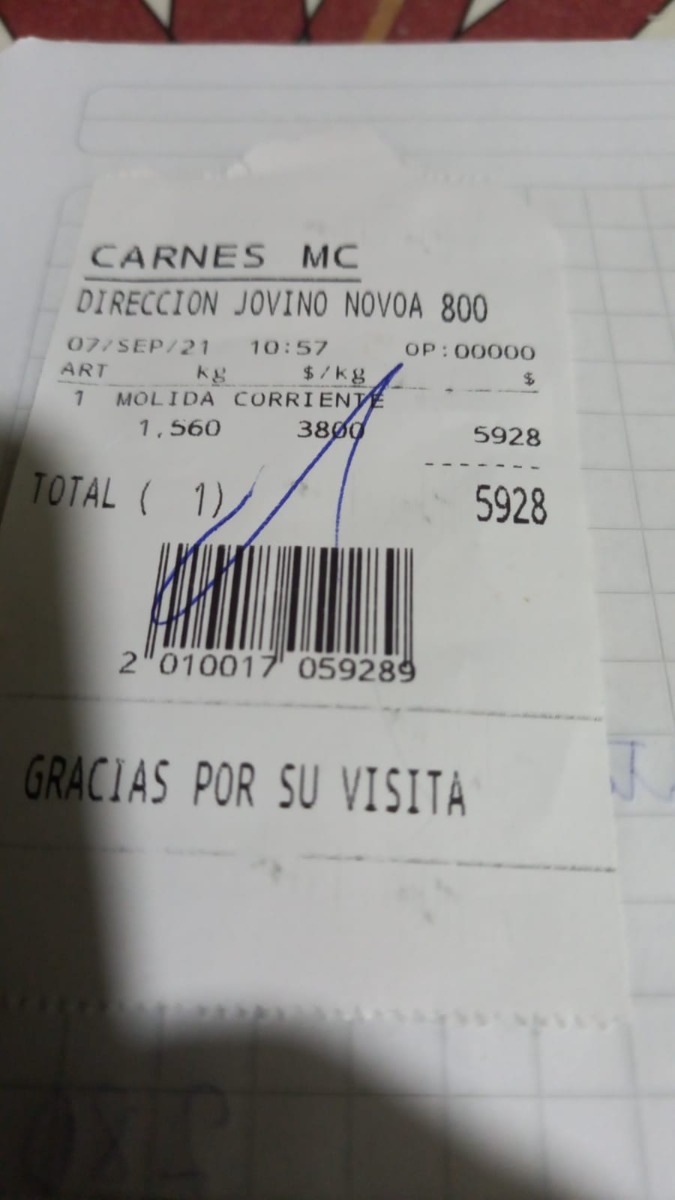 CARNES MC
DIRECCION JOVINO NOVOA 800
07/SEP/21 10:57 OP:00000
ART kg $/kg $
1 MOLIDA CORRIENTE
1,560 3800 5928
TOTAL ( 1) 5928
2 010017 059289
GRACIAS POR SU VISITA